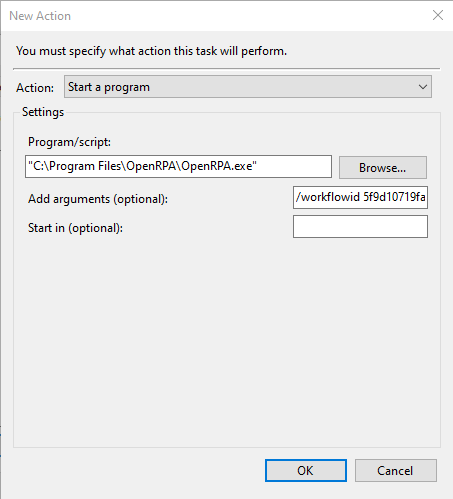 New Action
You must specify what action this task will perform.
Action: Start a program
Settings
Program/script:
"C:\Program Files\OpenRPA\OpenRPA.exe" Browse...
Add arguments (optional): /workflowid 5f9d10719fa
Start in (optional):
OK Cancel